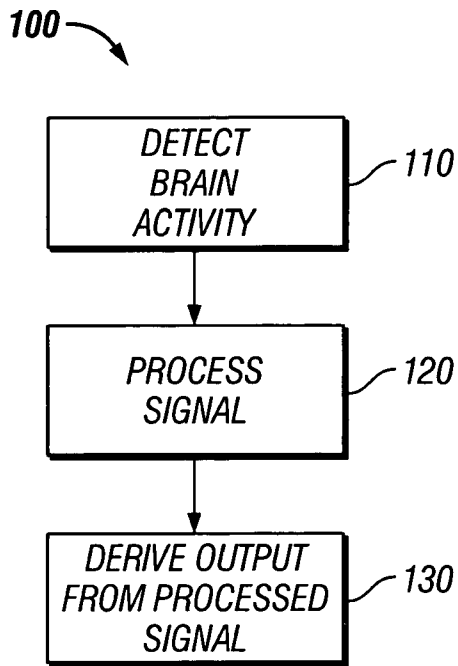 100
DETECT
BRAIN
ACTIVITY
110
PROCESS
SIGNAL
120
DERIVE OUTPUT
FROM PROCESSED
SIGNAL
130